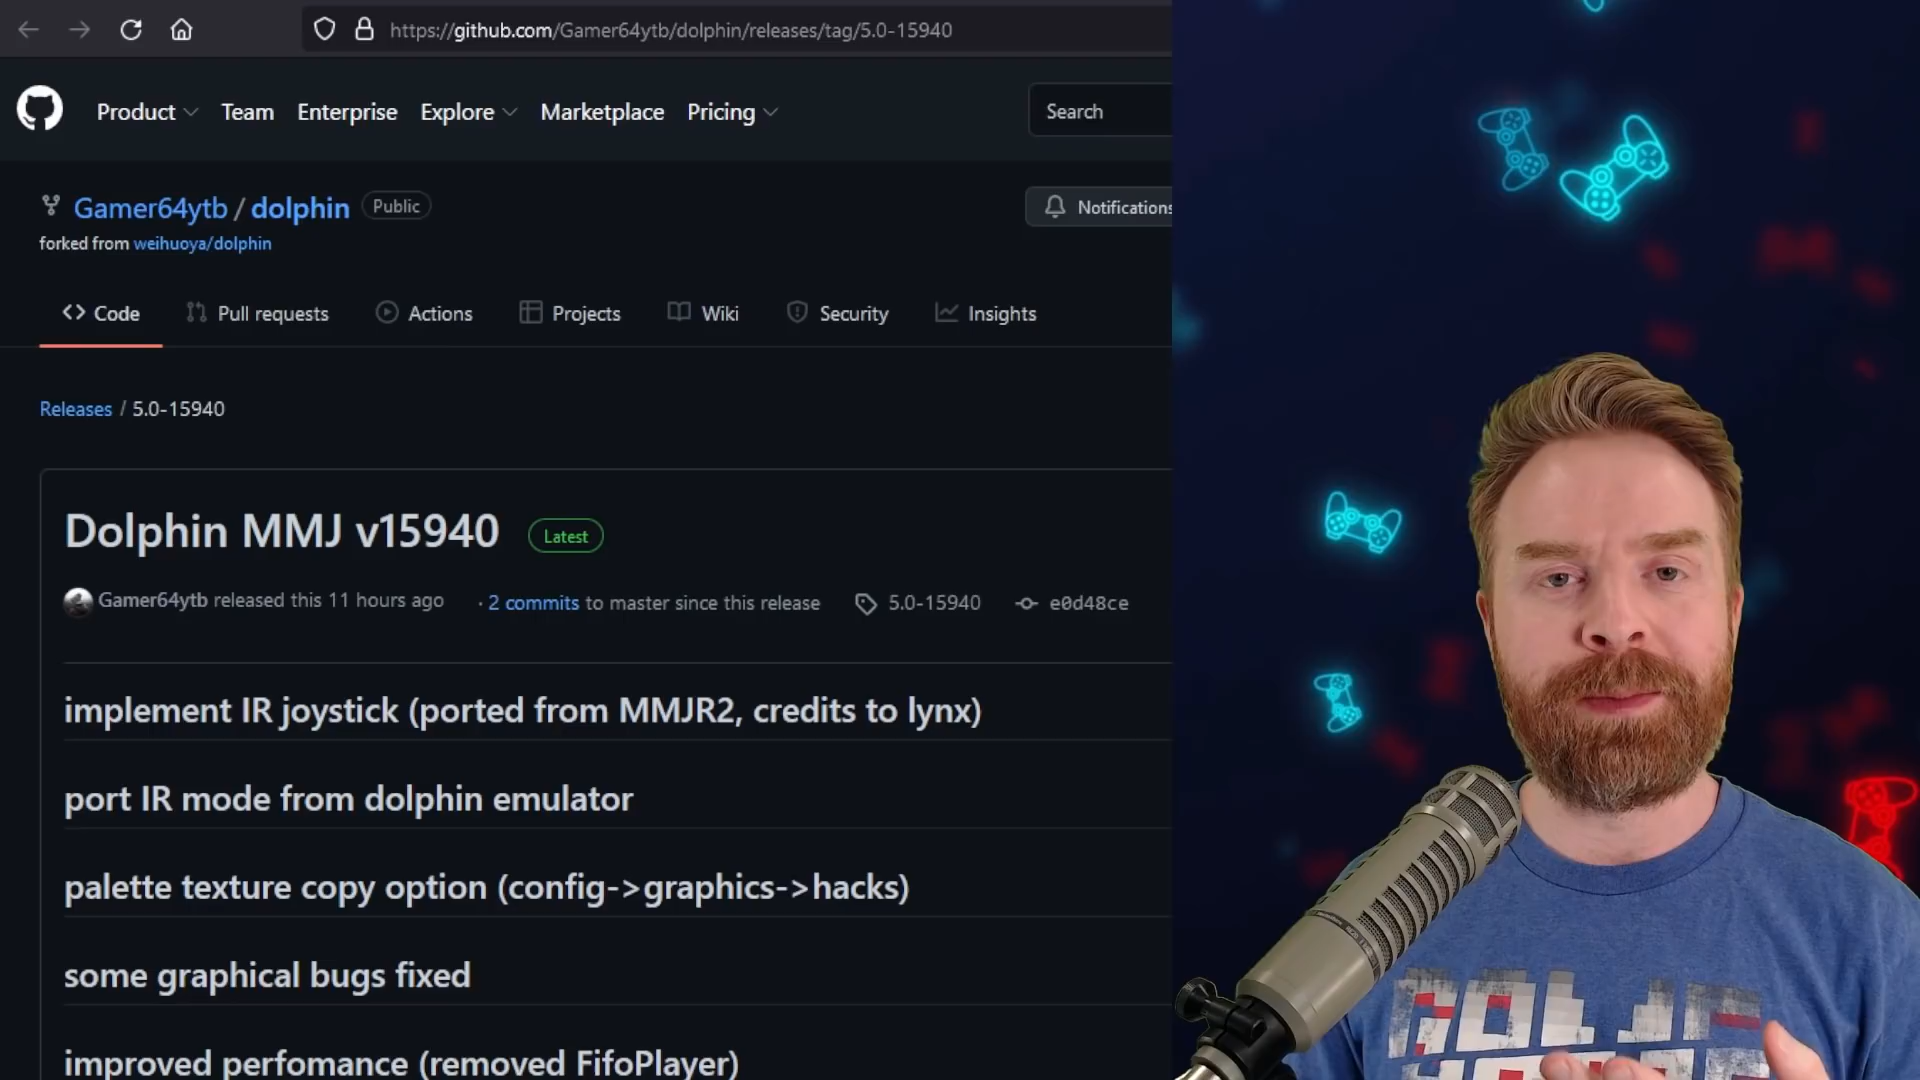 https://github.com/Gamer64ytb/dolphin/releases/tag/5.0-15940
Product Team Enterprise Explore Marketplace Pricing Search
Gamer64ytb / dolphin Public Notifications
forked from weihuoya/dolphin
Code Pull requests Actions Projects Wiki Security Insights
Releases / 5.0-15940
Dolphin MMJ v15940 Latest
Gamer64ytb released this 11 hours ago · 2 commits to master since this release 5.0-15940 e0d48ce
implement IR joystick (ported from MMJR2, credits to lynx)
port IR mode from dolphin emulator
palette texture copy option (config->graphics->hacks)
some graphical bugs fixed
improved perfomance (removed FifoPlayer)